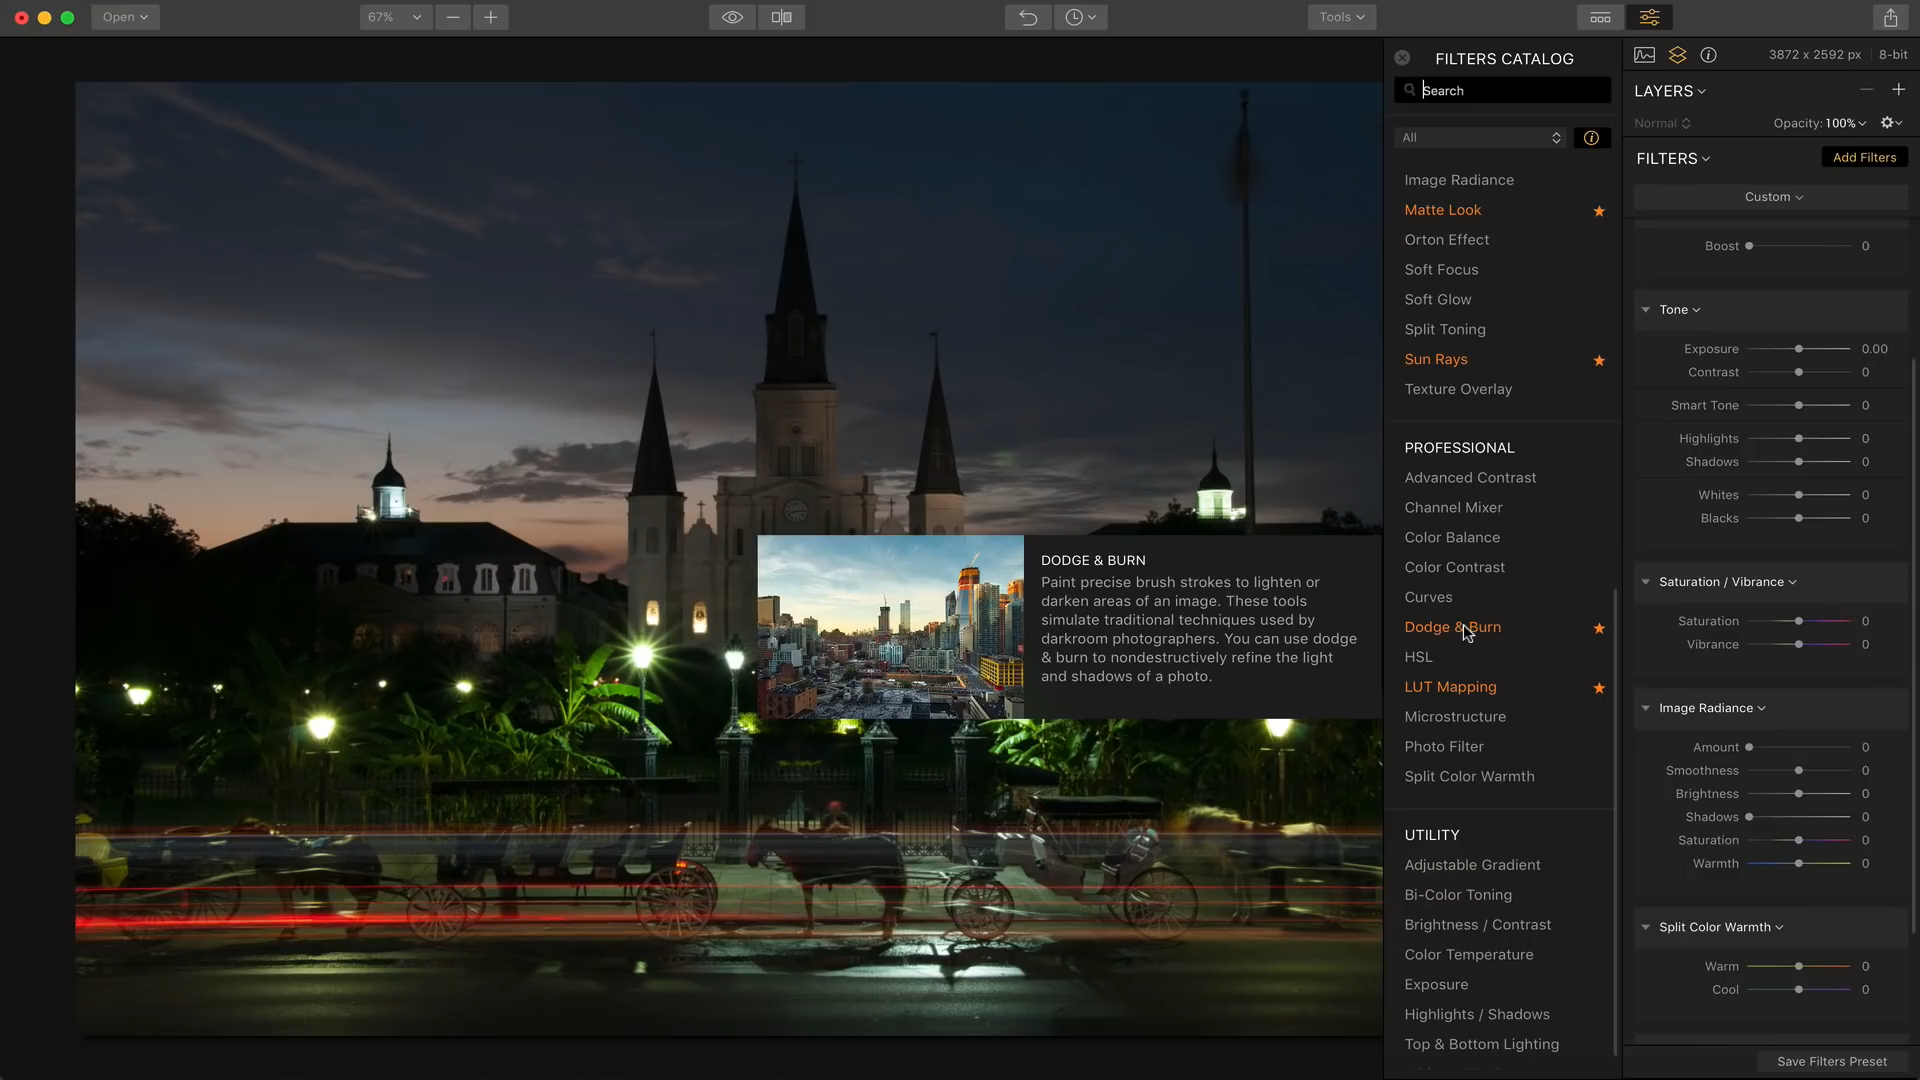 Open
67%
Tools
FILTERS CATALOG
Search
All
Image Radiance
Matte Look
Orton Effect
Soft Focus
Soft Glow
Split Toning
Sun Rays
Texture Overlay
PROFESSIONAL
Advanced Contrast
Channel Mixer
Color Balance
Color Contrast
Curves
Dodge & Burn
HSL
LUT Mapping
Microstructure
Photo Filter
Split Color Warmth
UTILITY
Adjustable Gradient
Bi-Color Toning
Brightness / Contrast
Color Temperature
Exposure
Highlights / Shadows
Top & Bottom Lighting
DODGE & BURN
Paint precise brush strokes to lighten or
darken areas of an image. These tools
simulate traditional techniques used by
darkroom photographers. You can use dodge
& burn to nondestructively refine the light
and shadows of a photo.
3872 x 2592 px 8-bit
LAYERS
Normal Opacity: 100%
FILTERS Add Filters
Custom
Boost 0
Tone
Exposure 0.00
Contrast 0
Smart Tone 0
Highlights 0
Shadows 0
Whites 0
Blacks 0
Saturation / Vibrance
Saturation 0
Vibrance 0
Image Radiance
Amount 0
Smoothness 0
Brightness 0
Shadows 0
Saturation 0
Warmth 0
Split Color Warmth
Warm 0
Cool 0
Save Filters Preset